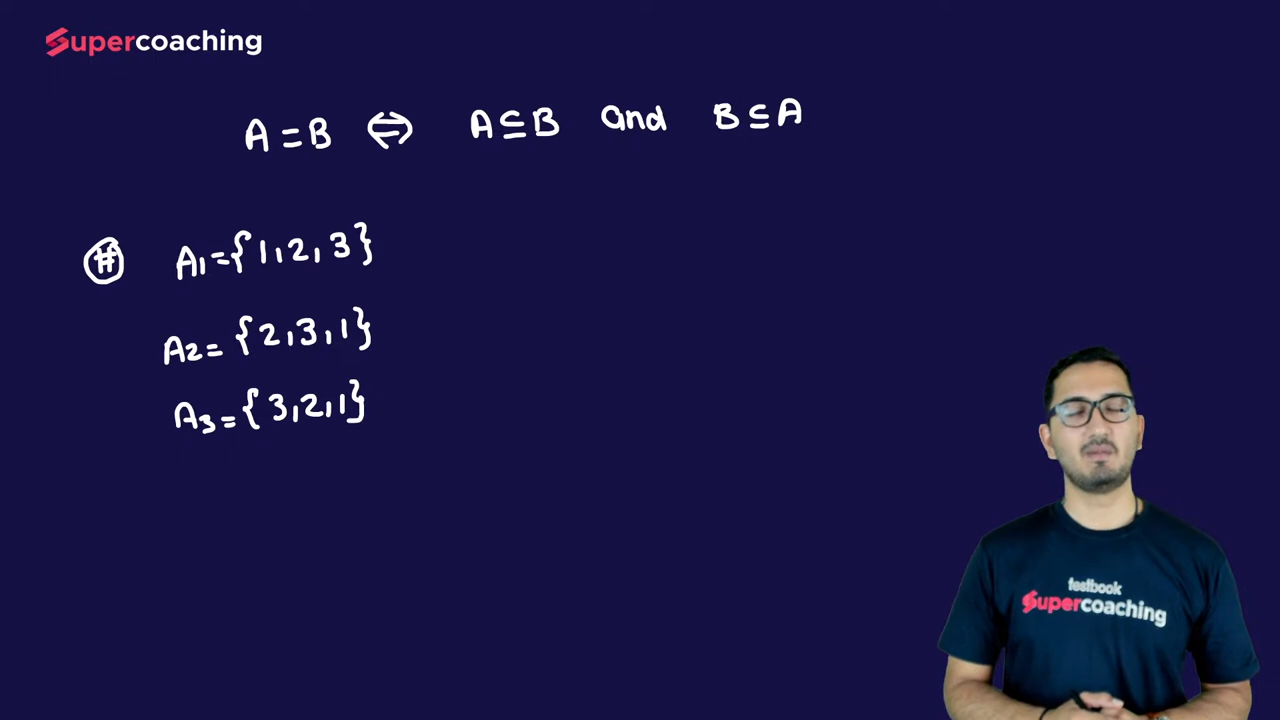 Supercoaching
A = B ⇔ A ⊆ B and B ⊆ A
# A1 = {1, 2, 3}
A2 = {2, 3, 1}
A3 = {3, 2, 1}
testbook
Supercoaching